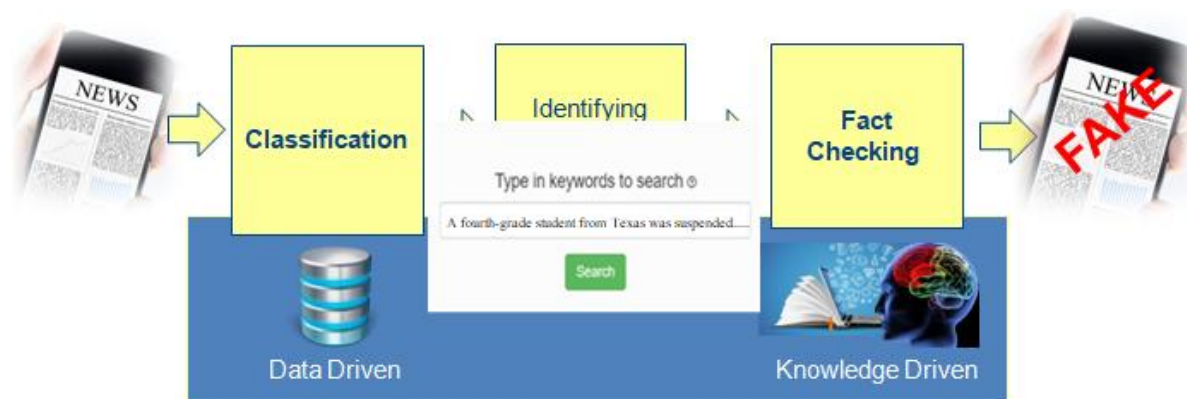 NEWS
Classification
Identifying
Fact
Checking
NEWS
FAKE
Type in keywords to search
A fourth-grade student from Texas was suspended......
Search
Data Driven
Knowledge Driven